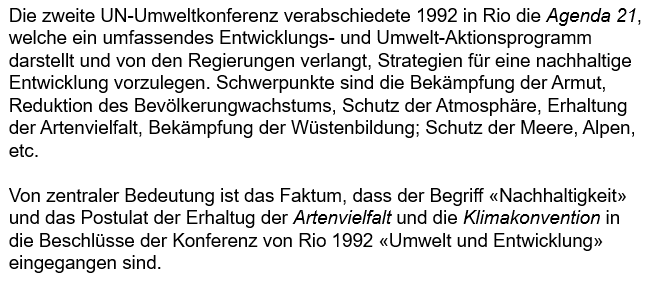 Die zweite UN-Umweltkonferenz verabschiedete 1992 in Rio die Agenda 21,
welche ein umfassendes Entwicklungs- und Umwelt-Aktionsprogramm
darstellt und von den Regierungen verlangt, Strategien für eine nachhaltige
Entwicklung vorzulegen. Schwerpunkte sind die Bekämpfung der Armut,
Reduktion des Bevölkerungwachstums, Schutz der Atmosphäre, Erhaltung
der Artenvielfalt, Bekämpfung der Wüstenbildung; Schutz der Meere, Alpen,
etc.

Von zentraler Bedeutung ist das Faktum, dass der Begriff «Nachhaltigkeit»
und das Postulat der Erhaltug der Artenvielfalt und die Klimakonvention in
die Beschlüsse der Konferenz von Rio 1992 «Umwelt und Entwicklung»
eingegangen sind.